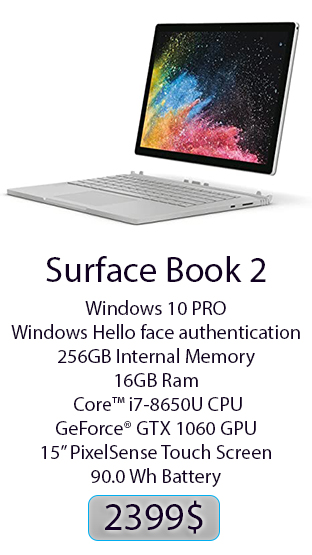 Surface Book 2
Windows 10 PRO
Windows Hello face authentication
256GB Internal Memory
16GB Ram
Core™ i7-8650U CPU
GeForce® GTX 1060 GPU
15” PixelSense Touch Screen
90.0 Wh Battery
2399$